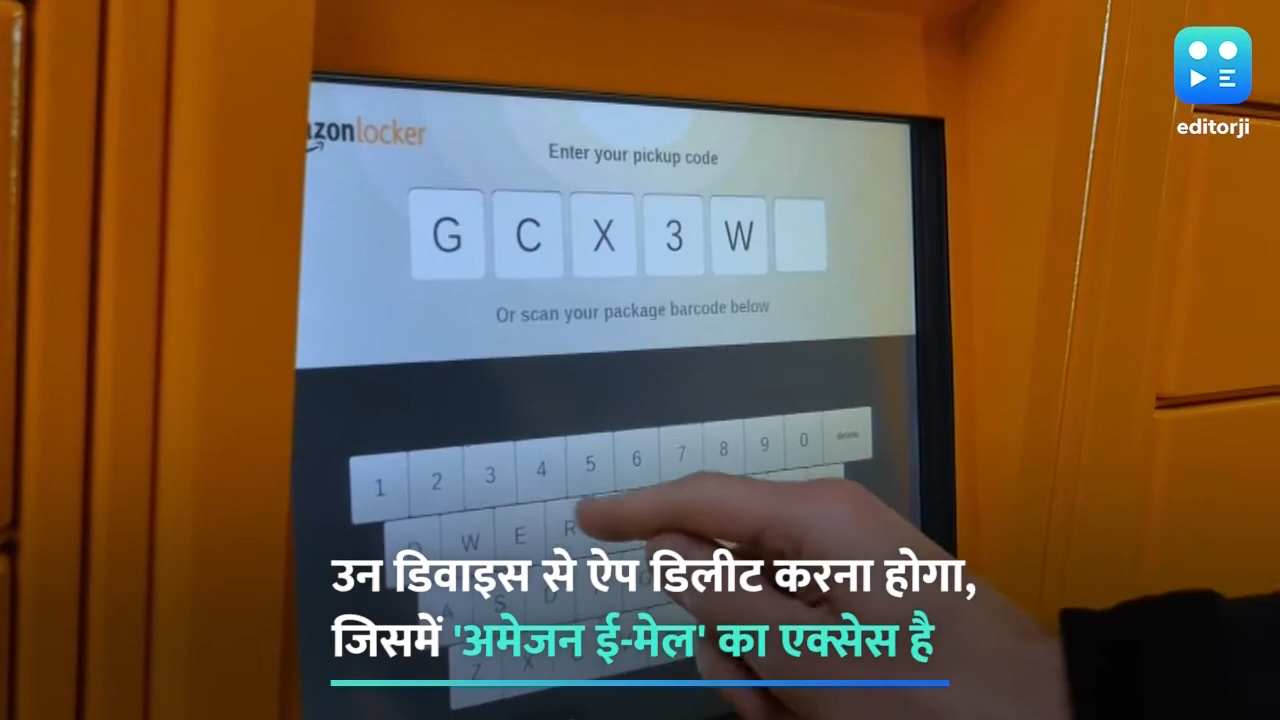 editorji
azonlocker
Enter your pickup code
G C X 3 W
Or scan your package barcode below
1 2 3 4 5 6 7 8 9 0 delete
W E R
A S D
Z X
उन डिवाइस से ऐप डिलीट करना होगा,
जिसमें 'अमेजन ई-मेल' का एक्सेस है